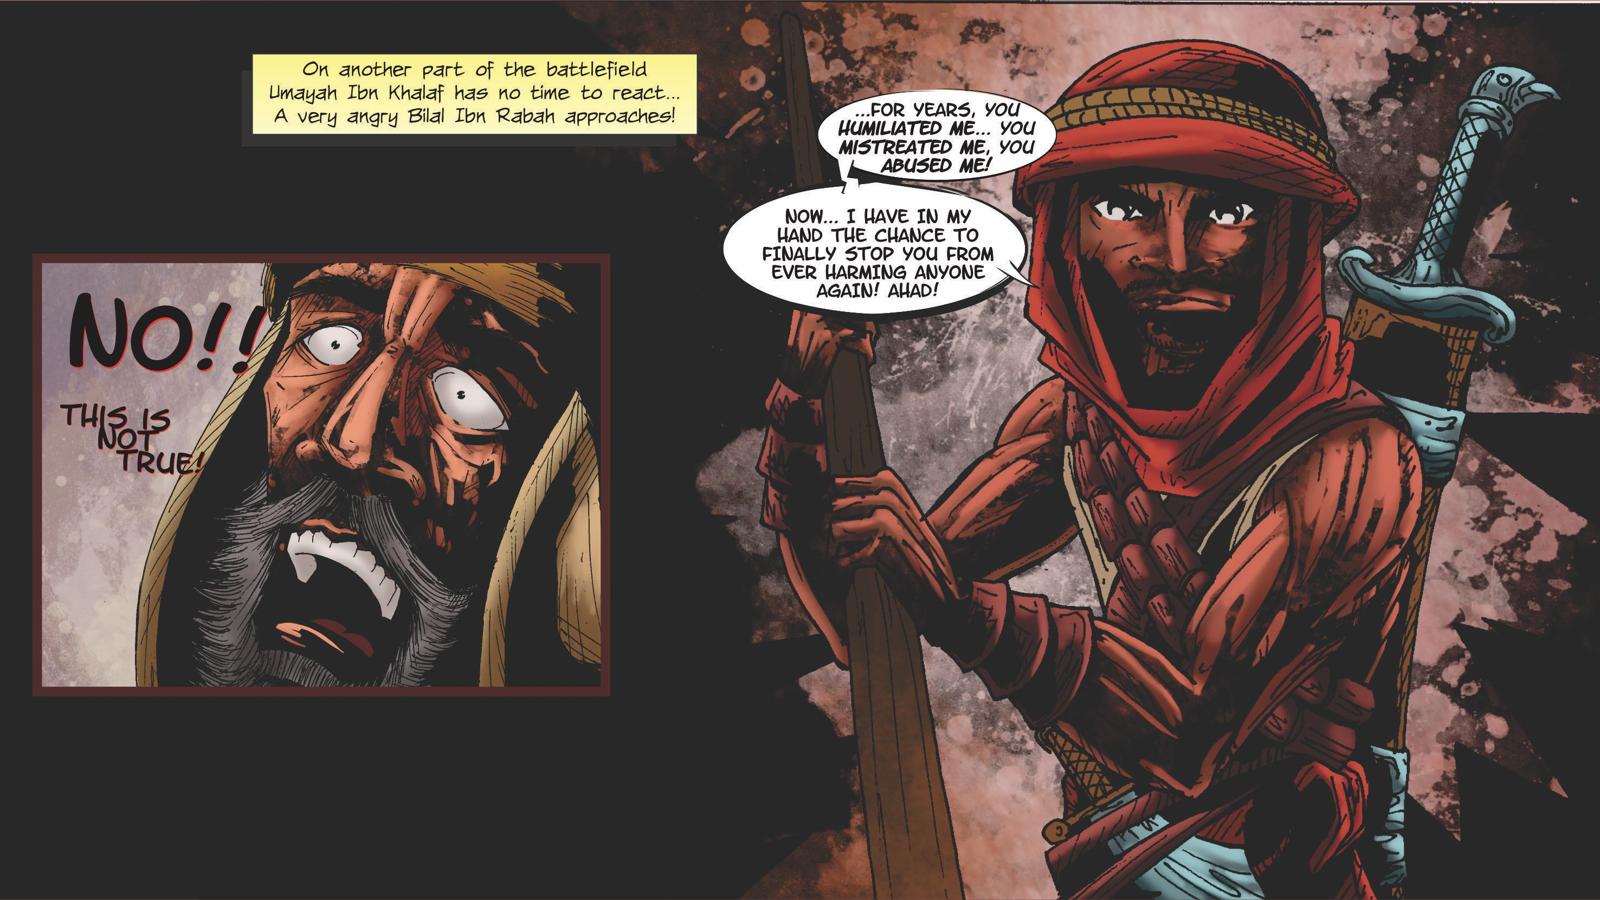 On another part of the battlefield
Umayah Ibn Khalaf has no time to react...
A very angry Bilal Ibn Rabah approaches!
...FOR YEARS, YOU
HUMILIATED ME... YOU
MISTREATED ME, YOU
ABUSED ME!
NOW... I HAVE IN MY
HAND THE CHANCE TO
FINALLY STOP YOU FROM
EVER HARMING ANYONE
AGAIN! AHAD!
NO!!
THIS IS
NOT
TRUE!